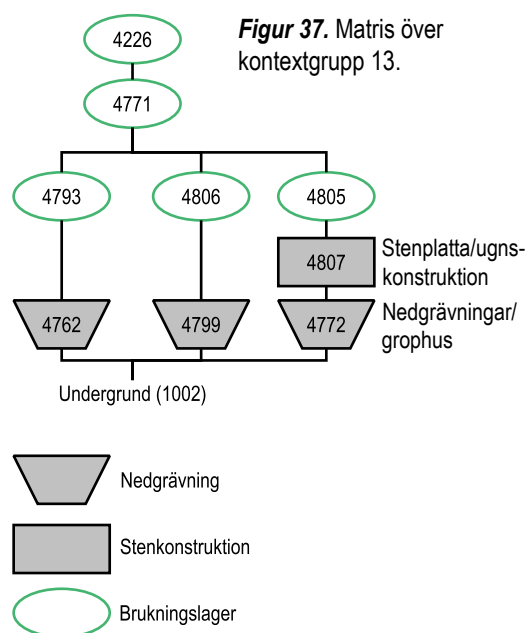 Figur 37. Matris över
kontextgrupp 13.
4226
4771
4793
4806
4805
4807
Stenplatta/ugns-
konstruktion
4762
4799
4772
Nedgrävningar/
grophus
Undergrund (1002)
Nedgrävning
Stenkonstruktion
Brukningslager